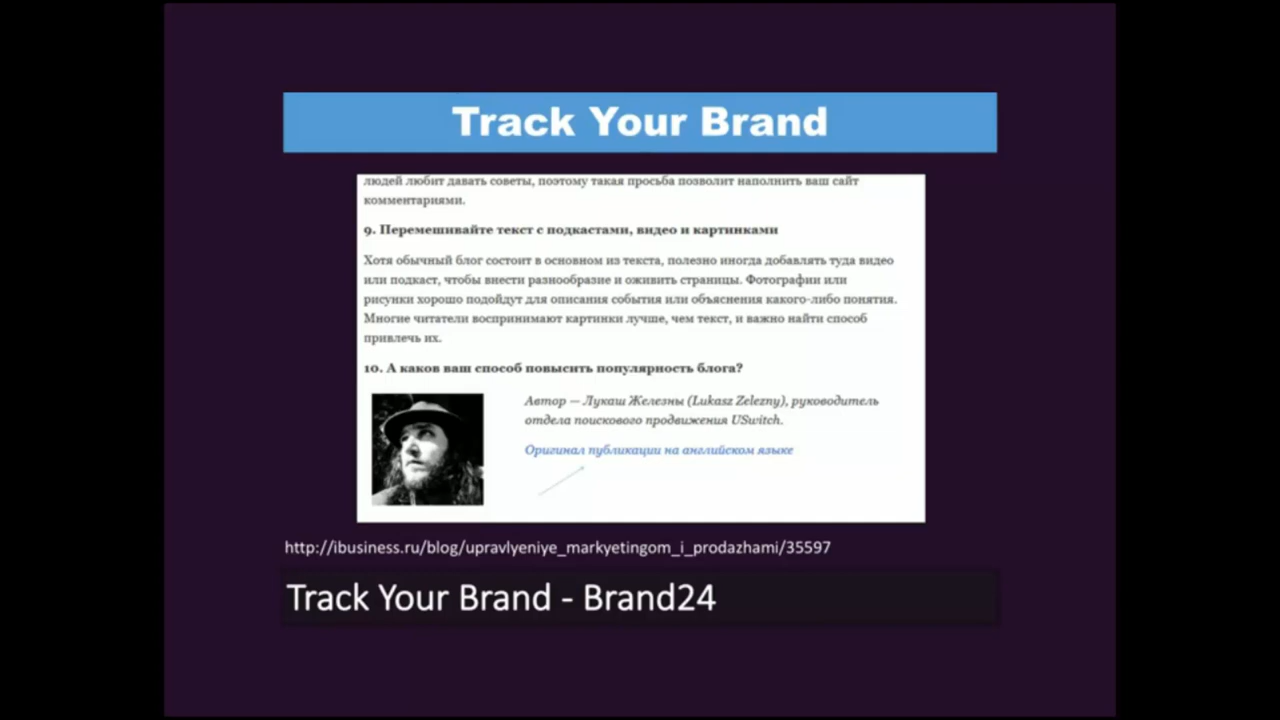 Track Your Brand
людей любит давать советы, поэтому такая просьба позволит наполнить ваш сайт
комментариями.
9. Перемешивайте текст с подкастами, видео и картинками
Хотя обычный блог состоит в основном из текста, полезно иногда добавлять туда видео
или подкаст, чтобы внести разнообразие и оживить страницы. Фотографии или
рисунки хорошо подойдут для описания события или объяснения какого-либо понятия.
Многие читатели воспринимают картинки лучше, чем текст, и важно найти способ
привлечь их.
10. А каков ваш способ повысить популярность блога?
Автор — Лукаш Железны (Lukasz Zelezny), руководитель
отдела поискового продвижения USwitch.
Оригинал публикации на английском языке
http://ibusiness.ru/blog/upravlyeniye_markyetingom_i_prodazhami/35597
Track Your Brand - Brand24